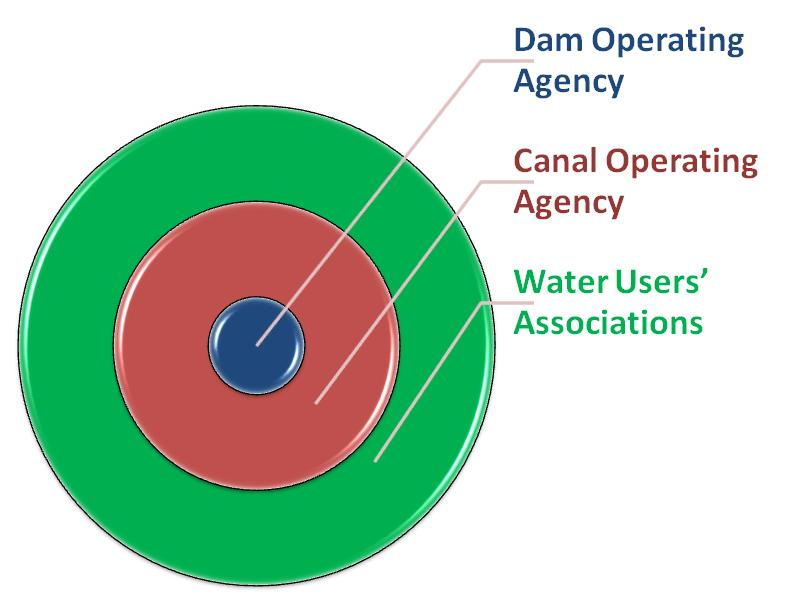 Dam Operating
Agency
Canal Operating
Agency
Water Users’
Associations